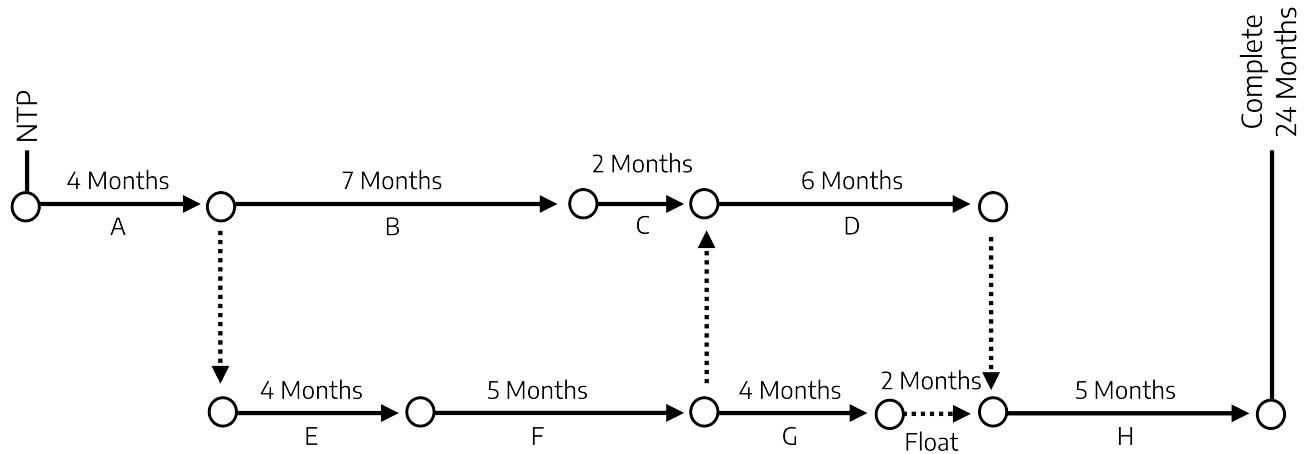 NTP
Complete
24 Months
4 Months
7 Months
2 Months
6 Months
A
B
C
D
4 Months
5 Months
4 Months
2 Months
5 Months
E
F
G
Float
H